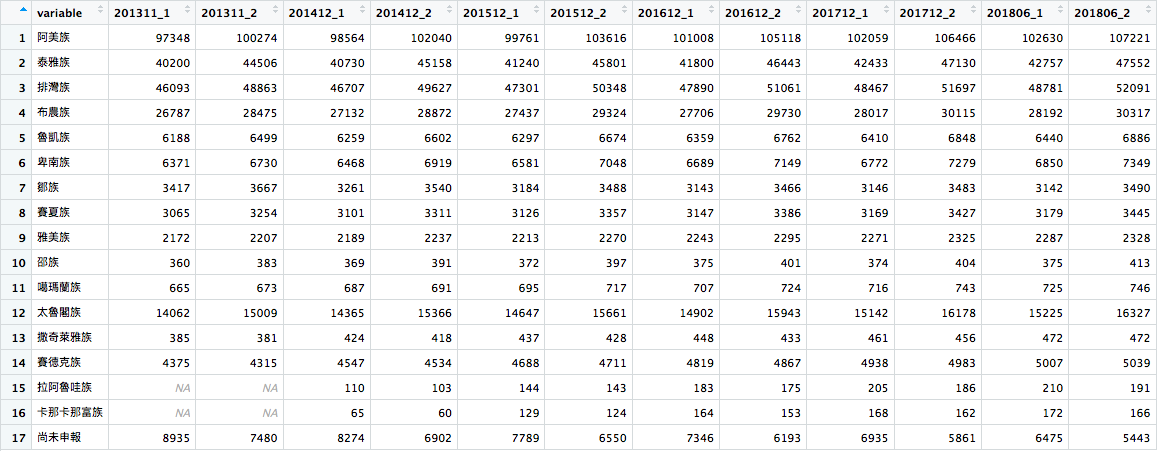 variable 201311_1 201311_2 201412_1 201412_2 201512_1 201512_2 201612_1 201612_2 201712_1 201712_2 201806_1 201806_2
1 阿美族 97348 100274 98564 102040 99761 103616 101008 105118 102059 106466 102630 107221
2 泰雅族 40200 44506 40730 45158 41240 45801 41800 46443 42433 47130 42757 47552
3 排灣族 46093 48863 46707 49627 47301 50348 47890 51061 48467 51697 48781 52091
4 布農族 26787 28475 27132 28872 27437 29324 27706 29730 28017 30115 28192 30317
5 魯凱族 6188 6499 6259 6602 6297 6674 6359 6762 6410 6848 6440 6886
6 卑南族 6371 6730 6468 6919 6581 7048 6689 7149 6772 7279 6850 7349
7 鄒族 3417 3667 3261 3540 3184 3488 3143 3466 3146 3483 3142 3490
8 賽夏族 3065 3254 3101 3311 3126 3357 3147 3386 3169 3427 3179 3445
9 雅美族 2172 2207 2189 2237 2213 2270 2243 2295 2271 2325 2287 2328
10 邵族 360 383 369 391 372 397 375 401 374 404 375 413
11 噶瑪蘭族 665 673 687 691 695 717 707 724 716 743 725 746
12 太魯閣族 14062 15009 14365 15366 14647 15661 14902 15943 15142 16178 15225 16327
13 撒奇萊雅族 385 381 424 418 437 428 448 433 461 456 472 472
14 賽德克族 4375 4315 4547 4534 4688 4711 4819 4867 4938 4983 5007 5039
15 拉阿魯哇族 NA NA 110 103 144 143 183 175 205 186 210 191
16 卡那卡那富族 NA NA 65 60 129 124 164 153 168 162 172 166
17 尚未申報 8935 7480 8274 6902 7789 6550 7346 6193 6935 5861 6475 5443